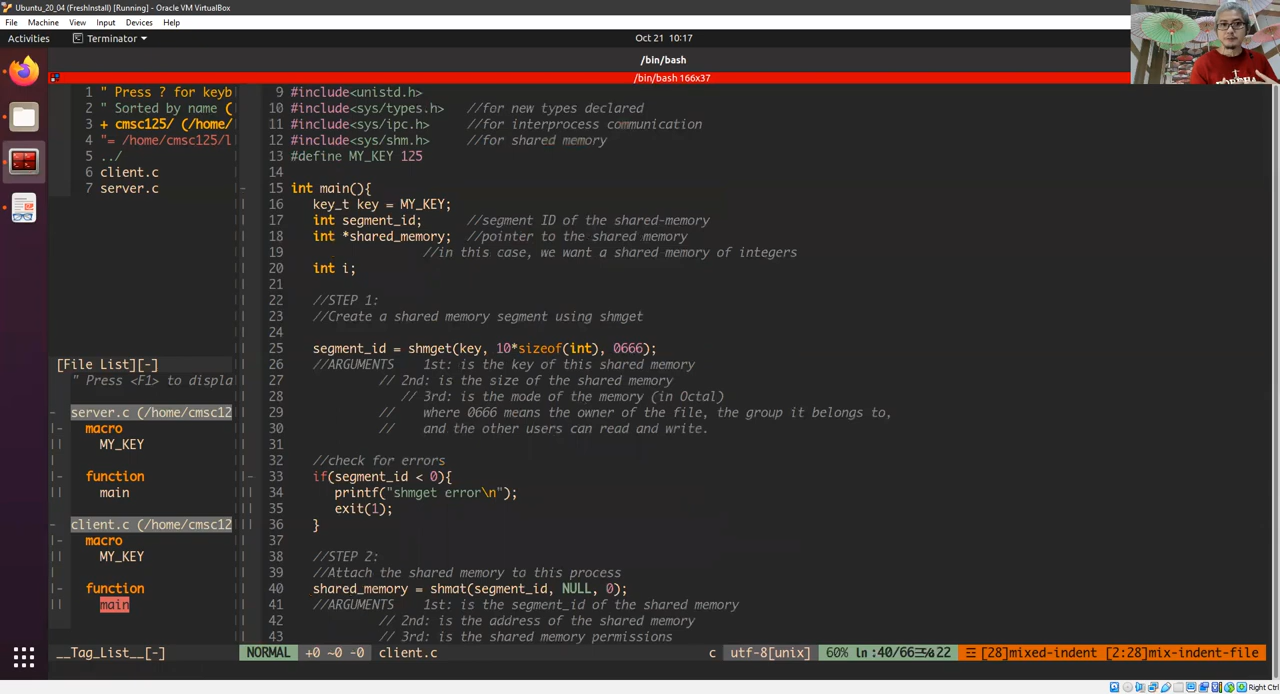 Ubuntu_20_04 (FreshInstall) [Running] - Oracle VM VirtualBox
File Machine View Input Devices Help
Activities Terminator Oct 21 10:17
/bin/bash
/bin/bash 166x37
1 " Press ? for keyb
2 " Sorted by name (
3 + cmsc125/ (/home/
4 "= /home/cmsc125/l
5 ../
6 client.c
7 server.c
[File List][-]
" Press <F1> to displa
- server.c (/home/cmsc12
|- macro
|| MY_KEY
|
|- function
|| main
- client.c (/home/cmsc12
|- macro
|| MY_KEY
|
|- function
|| main
__Tag_List__[-]
9 #include<unistd.h>
10 #include<sys/types.h> //for new types declared
11 #include<sys/ipc.h> //for interprocess communication
12 #include<sys/shm.h> //for shared memory
13 #define MY_KEY 125
14
15 int main(){
16 key_t key = MY_KEY;
17 int segment_id; //segment ID of the shared-memory
18 int *shared_memory; //pointer to the shared memory
19 //in this case, we want a shared memory of integers
20 int i;
21
22 //STEP 1:
23 //Create a shared memory segment using shmget
24
25 segment_id = shmget(key, 10*sizeof(int), 0666);
26 //ARGUMENTS 1st: is the key of this shared memory
27 // 2nd: is the size of the shared memory
28 // 3rd: is the mode of the memory (in Octal)
29 // where 0666 means the owner of the file, the group it belongs to,
30 // and the other users can read and write.
31
32 //check for errors
33 if(segment_id < 0){
34 printf("shmget error\n");
35 exit(1);
36 }
37
38 //STEP 2:
39 //Attach the shared memory to this process
40 shared_memory = shmat(segment_id, NULL, 0);
41 //ARGUMENTS 1st: is the segment_id of the shared memory
42 // 2nd: is the address of the shared memory
43 // 3rd: is the shared memory permissions
NORMAL +0 ~0 -0 client.c c utf-8[unix] 60% ln:40/66 22 [28]mixed-indent [2:28]mix-indent-file
Right Ctrl